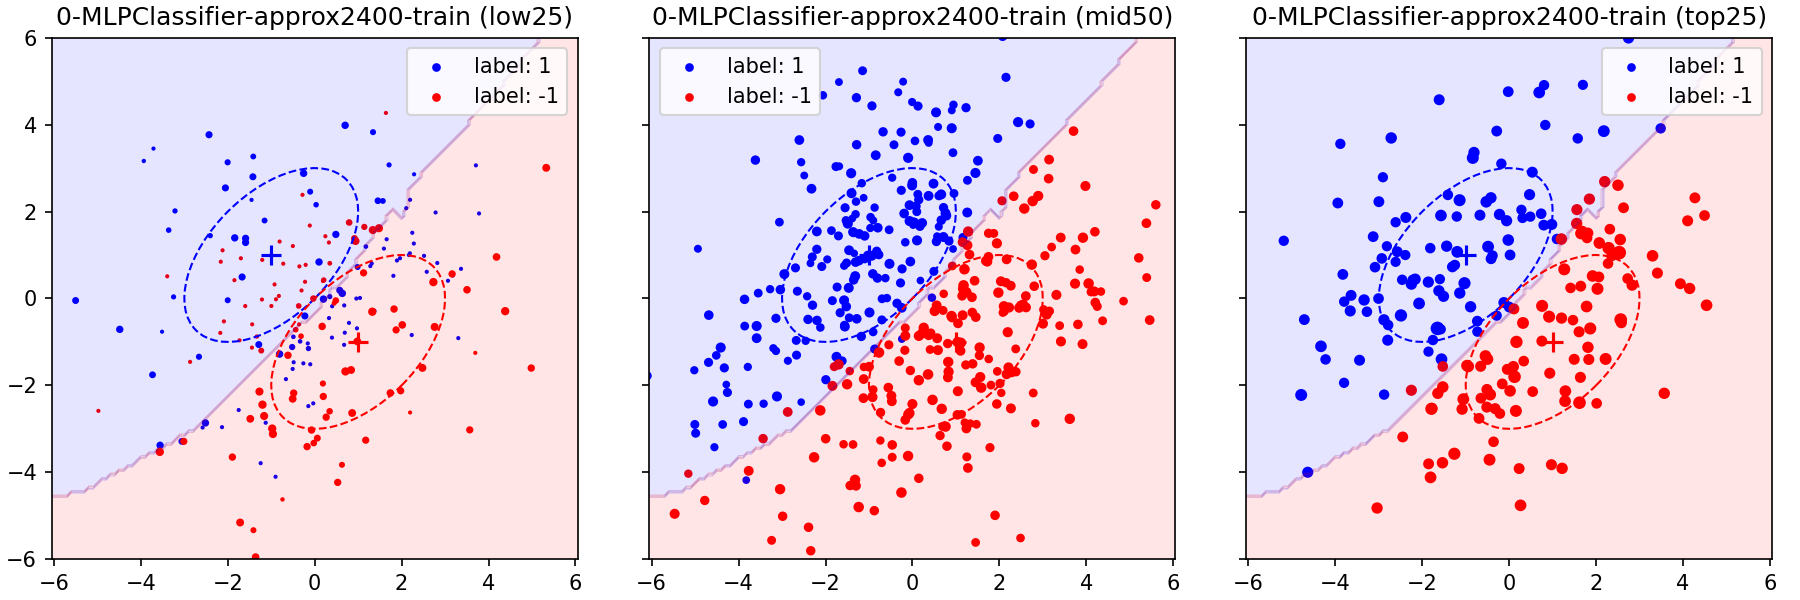 0-MLPClassifier-approx2400-train (low25)
label: 1
label: -1
6
4
2
0
−2
−4
−6
−6 −4 −2 0 2 4 6
0-MLPClassifier-approx2400-train (mid50)
label: 1
label: -1
−6 −4 −2 0 2 4 6
0-MLPClassifier-approx2400-train (top25)
label: 1
label: -1
−6 −4 −2 0 2 4 6